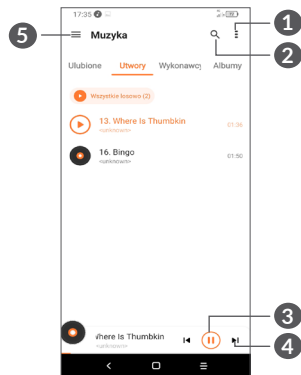 17:35
1
5
Muzyka
2
Ulubione Utwory Wykonawcy Albumy
Wszystkie losowo (2)
13. Where Is Thumbkin 01:36
<unknown>
16. Bingo 01:50
<unknown>
3
Where Is Thumbkin
<unknown>
4